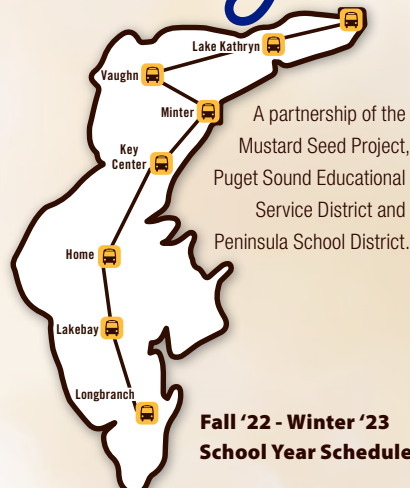 Lake Kathryn
Vaughn
Minter
A partnership of the
Mustard Seed Project,
Puget Sound Educational
Service District and
Peninsula School District.
Key
Center
Home
Lakebay
Longbranch
Fall ‘22 - Winter ‘23
School Year Schedule